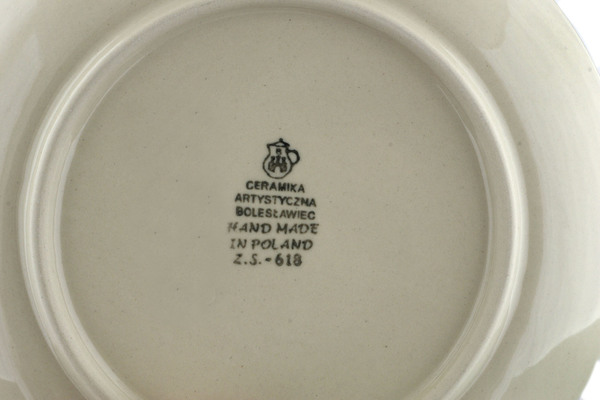 CERAMIKA
ARTYSTYCZNA
BOLESŁAWIEC
HAND MADE
IN POLAND
Z.S.-618